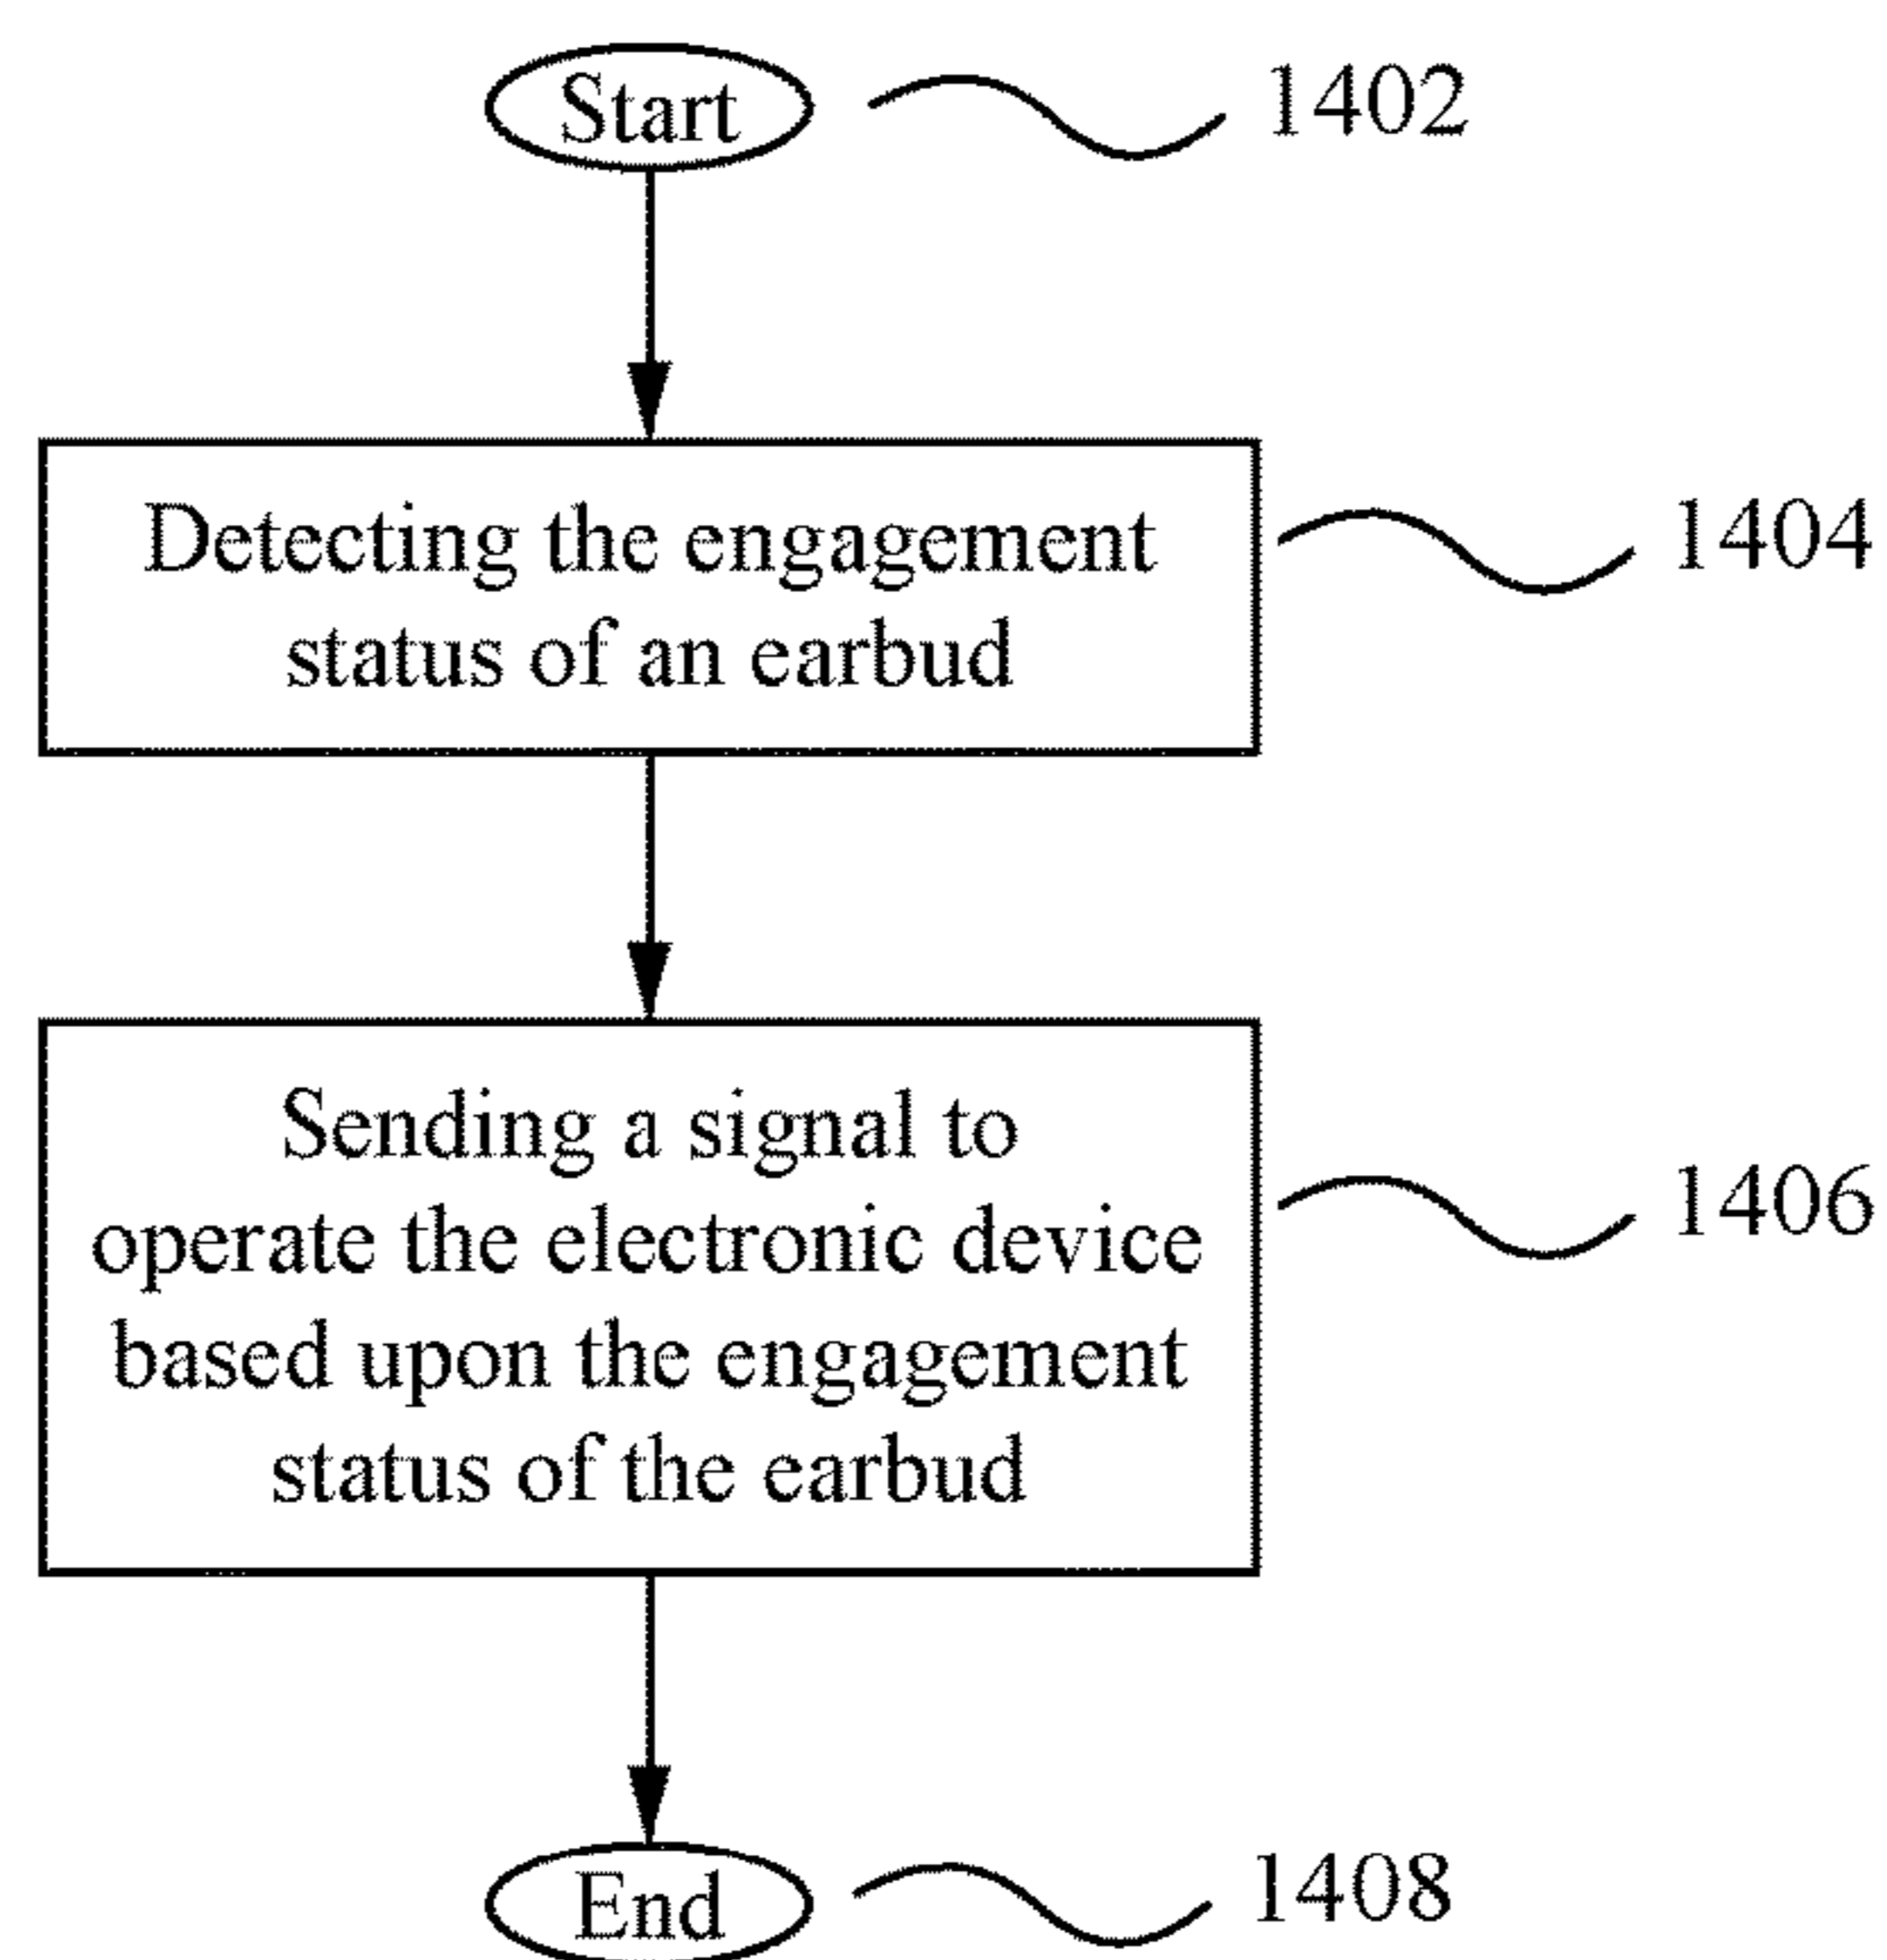 Start
1402
Detecting the engagement
status of an earbud
1404
Sending a signal to
operate the electronic device
based upon the engagement
status of the earbud
1406
End
1408